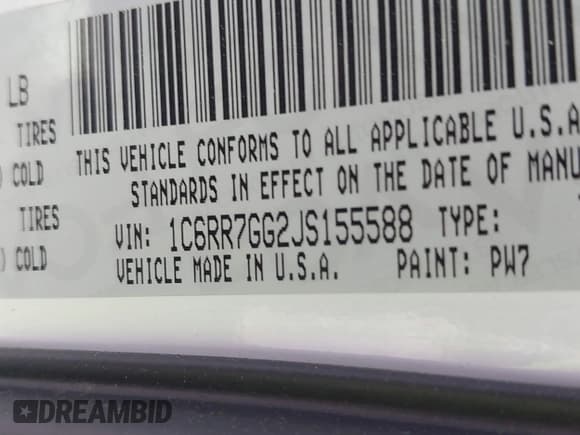 LB
TIRES
COLD
THIS VEHICLE CONFORMS TO ALL APPLICABLE U.S.A
STANDARDS IN EFFECT ON THE DATE OF MANU
TIRES
VIN: 1C6RR7GG2JS155588 TYPE:
COLD
VEHICLE MADE IN U.S.A. PAINT: PW7
DREAMBID